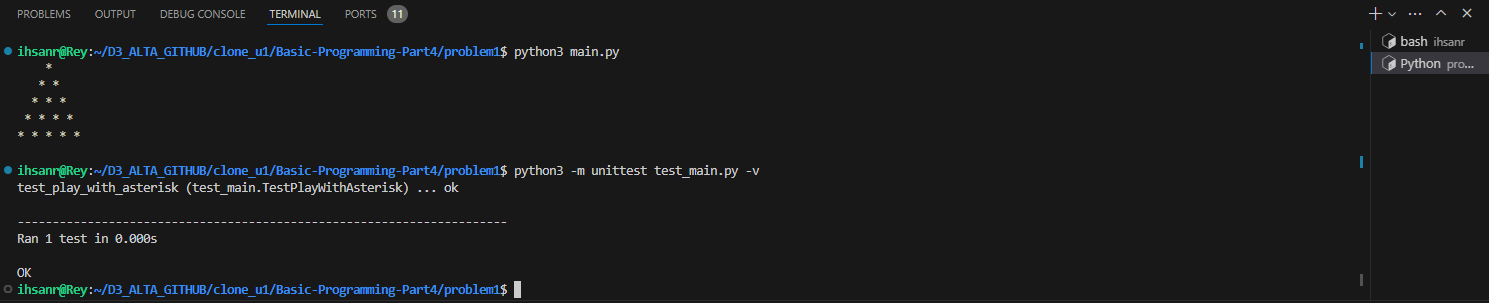 PROBLEMS OUTPUT DEBUG CONSOLE TERMINAL PORTS 11
ihsanr@Rey:~/D3_ALTA_GITHUB/clone_u1/Basic-Programming-Part4/problem1$ python3 main.py
    *
   * *
  * * *
 * * * *
* * * * *
ihsanr@Rey:~/D3_ALTA_GITHUB/clone_u1/Basic-Programming-Part4/problem1$ python3 -m unittest test_main.py -v
test_play_with_asterisk (test_main.TestPlayWithAsterisk) ... ok
----------------------------------------------------------------------
Ran 1 test in 0.000s
OK
ihsanr@Rey:~/D3_ALTA_GITHUB/clone_u1/Basic-Programming-Part4/problem1$
bash ihsanr
Python pro...